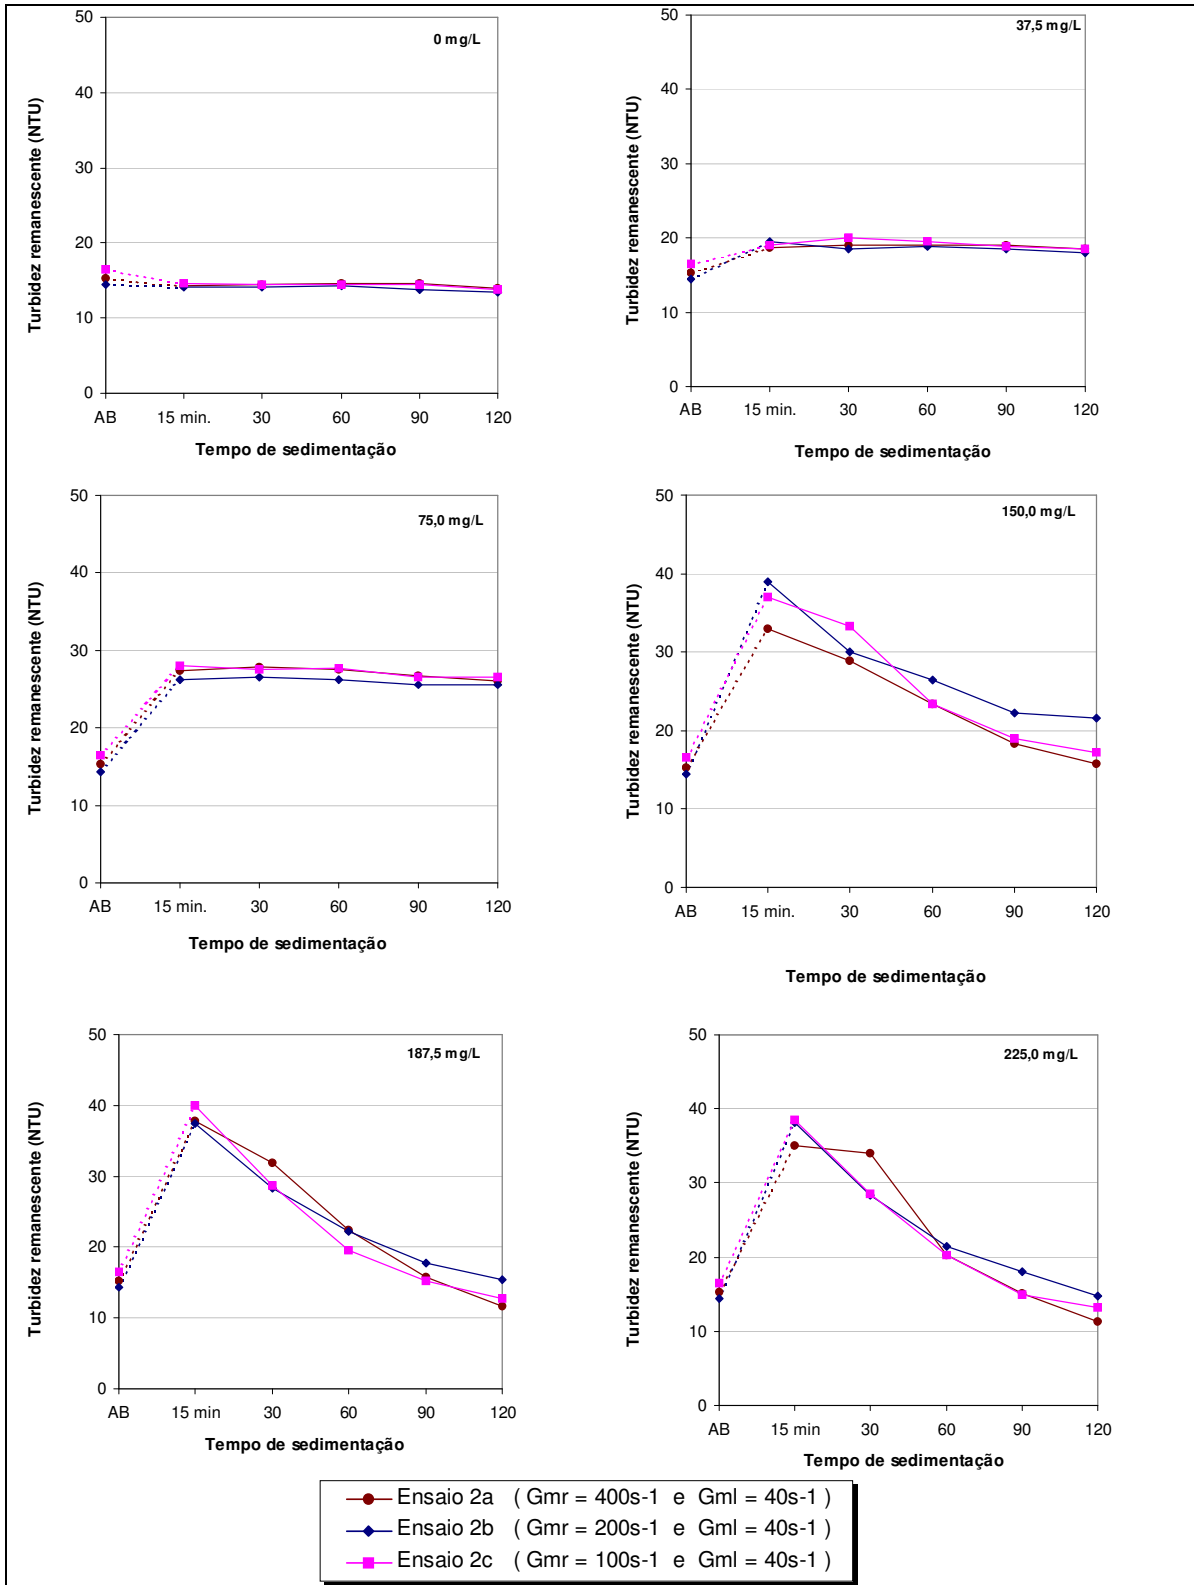 0 mg/L
Turbidez remanescente (NTU)
50
40
30
20
10
0
AB 15 min. 30 60 90 120
Tempo de sedimentação
37,5 mg/L
Turbidez remanescente (NTU)
50
40
30
20
10
0
AB 15 min. 30 60 90 120
Tempo de sedimentação
75,0 mg/L
Turbidez remanescente (NTU)
50
40
30
20
10
0
AB 15 min. 30 60 90 120
Tempo de sedimentação
150,0 mg/L
Turbidez remanescente (NTU)
50
40
30
20
10
0
AB 15 min. 30 60 90 120
Tempo de sedimentação
187,5 mg/L
Turbidez remanescente (NTU)
50
40
30
20
10
0
AB 15 min 30 60 90 120
Tempo de sedimentação
225,0 mg/L
Turbidez remanescente (NTU)
50
40
30
20
10
0
AB 15 min 30 60 90 120
Tempo de sedimentação
Ensaio 2a ( Gmr = 400s-1 e Gml = 40s-1 )
Ensaio 2b ( Gmr = 200s-1 e Gml = 40s-1 )
Ensaio 2c ( Gmr = 100s-1 e Gml = 40s-1 )